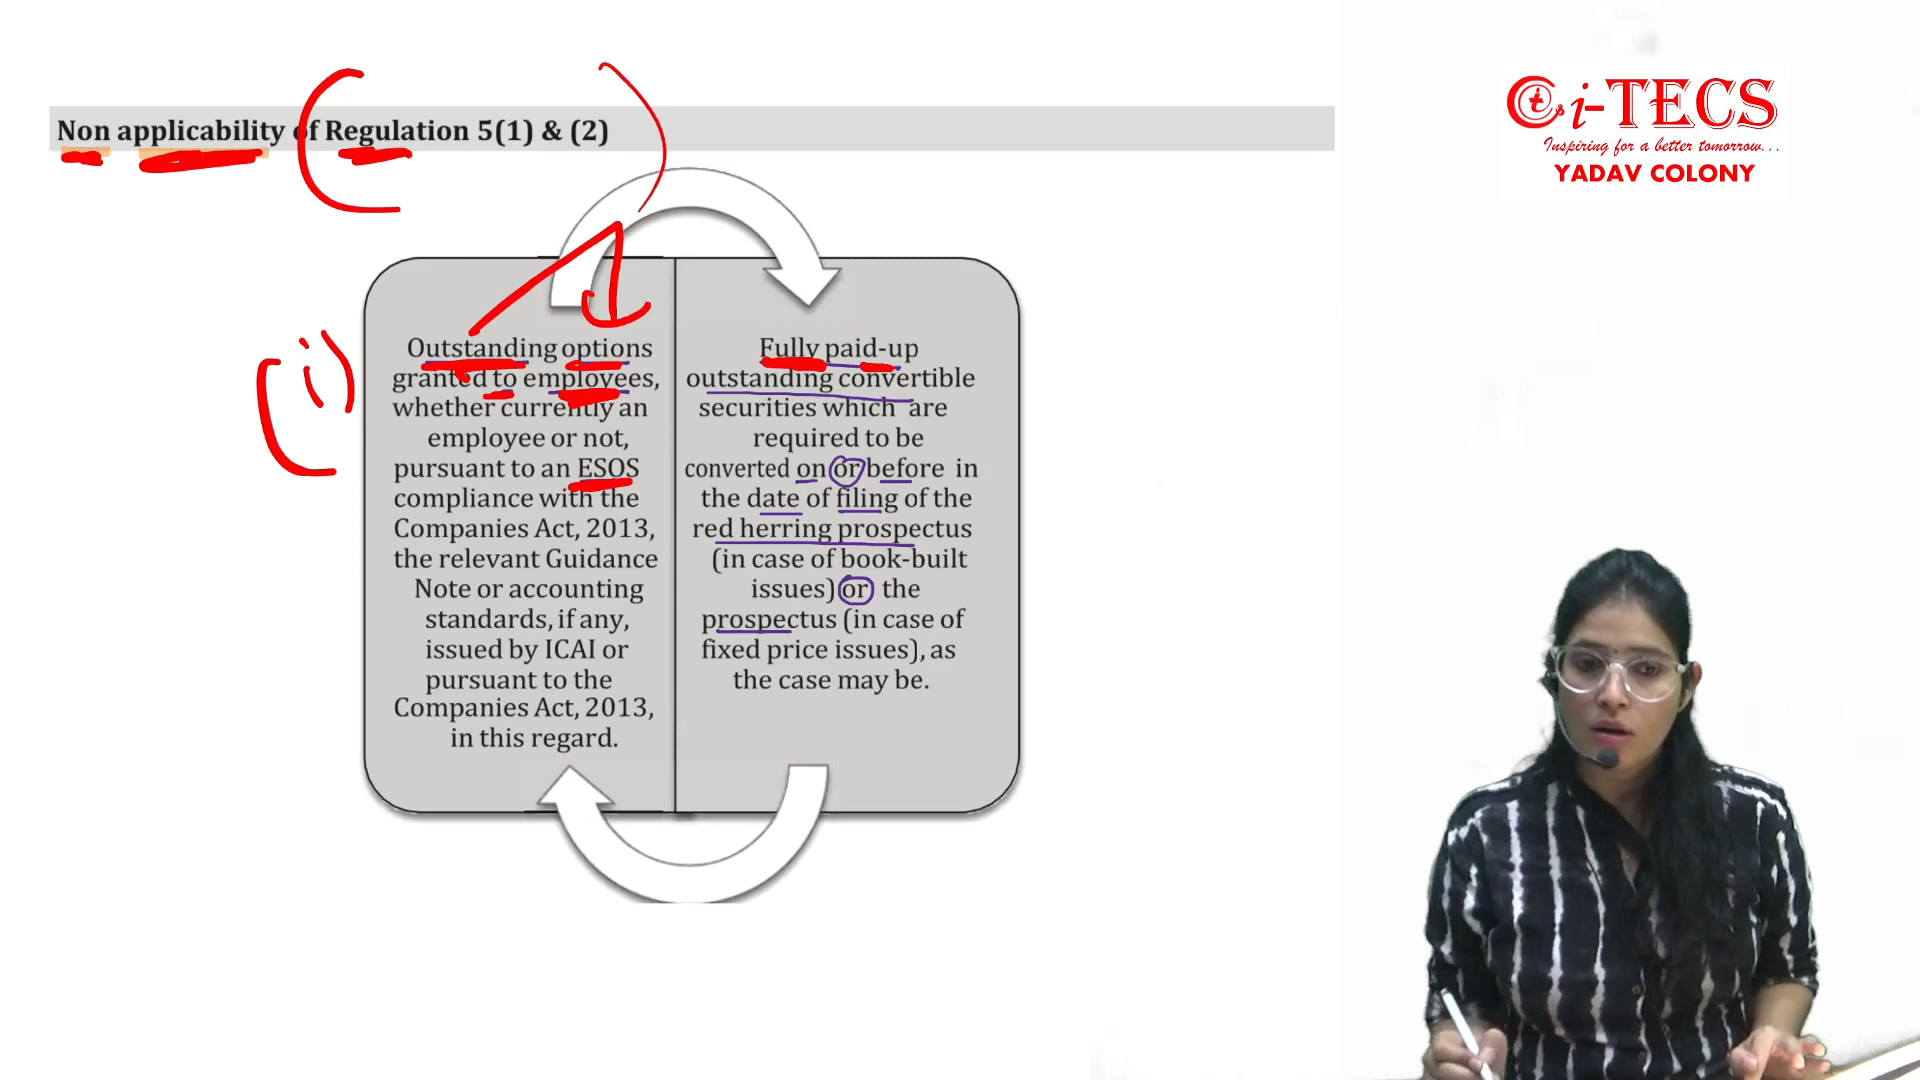 Non applicability of Regulation 5(1) & (2)
i-TECS
Inspiring for a better tomorrow...
YADAV COLONY
(i)
Outstanding options
granted to employees,
whether currently an
employee or not,
pursuant to an ESOS
compliance with the
Companies Act, 2013,
the relevant Guidance
Note or accounting
standards, if any,
issued by ICAI or
pursuant to the
Companies Act, 2013,
in this regard.
Fully paid-up
outstanding convertible
securities which are
required to be
converted on or before in
the date of filing of the
red herring prospectus
(in case of book-built
issues) or the
prospectus (in case of
fixed price issues), as
the case may be.